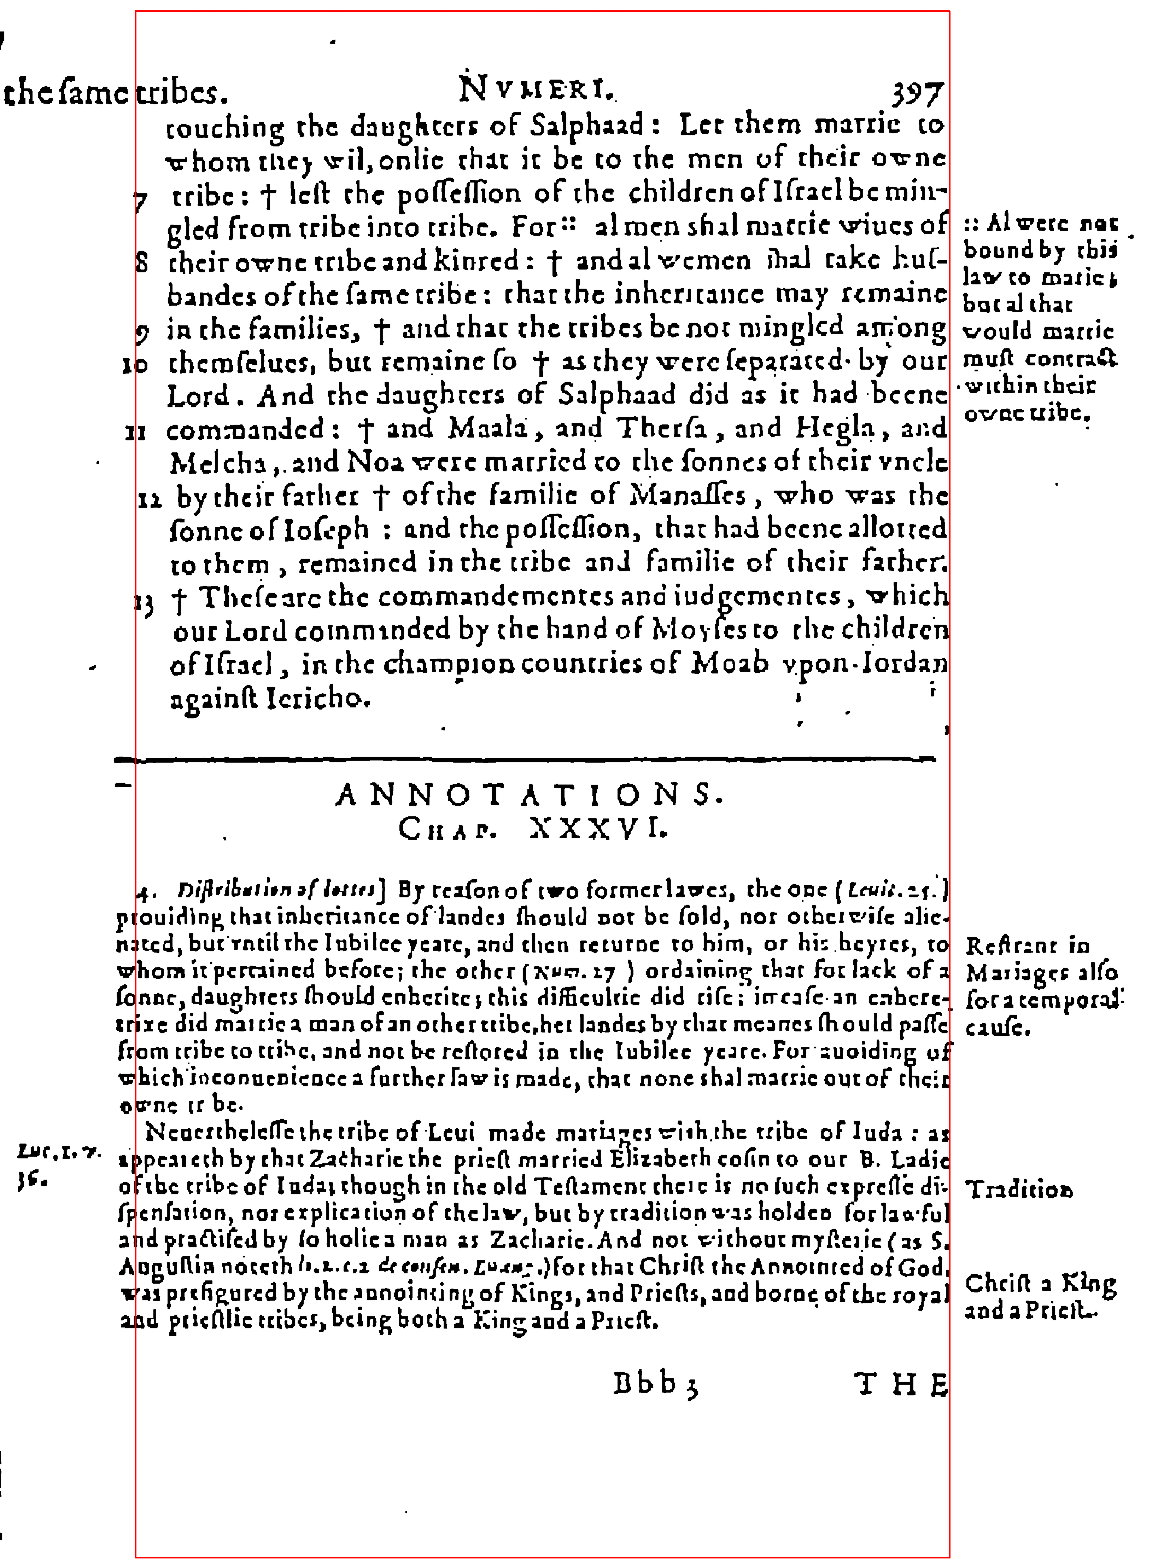 the ſame tribes. NVMERI. 397
touching the daughters of Salphaad: Let them marrie to
whom they wil, onlie that it be to the men of their owne
7 tribe: † leſt the poſſeſſion of the children of Iſrael be min-
gled from tribe into tribe. For :: al men shal marrie wiues of
8 their owne tribe and kinred: † and al wemen shal take huſ-
bandes of the ſame tribe: that the inheritance may remaine
9 in the families, † and that the tribes be not mingled among
10 themſelues, but remaine ſo † as they were ſeparated by our
Lord. And the daughters of Salphaad did as it had beene
11 commanded: † and Maala, and Therſa, and Hegla, and
Melcha, and Noa were married to the ſonnes of their vncle
12 by their father † of the familie of Manaſſes, who was the
ſonne of Ioſeph: and the poſſeſſion, that had beene allotted
to them, remained in the tribe and familie of their father.
13 † Theſe are the commandementes and iudgementes, which
our Lord commanded by the hand of Moyſes to the children
of Iſrael, in the champion countries of Moab vpon Iordan
againſt Iericho.
:: Al were not
bound by this
law to marie;
but al that
would marrie
muſt contract
within their
owne tribe.
ANNOTATIONS.
CHAP. XXXVI.
4. Diſtribution of lottes] By reaſon of two former lawes, the one (Leuit. 25.)
prouiding that inheritance of landes ſhould not be ſold, nor otherwiſe alie-
nated, but vntil the Iubilee yeare, and then returne to him, or his heyres, to
whom it pertained before; the other (Num. 27) ordaining that for lack of a
ſonne, daughters ſhould enherite; this difficultie did riſe; in caſe an enhere-
trixe did marrie a man of an other tribe, her landes by that meanes ſhould paſſe
from tribe to tribe, and not be reſtored in the Iubilee yeare. For auoiding of
which inconuenience a further law is made, that none shal marrie out of their
owne tribe.
Neuertheleſſe the tribe of Leui made mariages with the tribe of Iuda: as
appeareth by that Zacharie the prieſt married Elizabeth coſin to our B. Ladie
of the tribe of Iuda; though in the old Teſtament there is no ſuch expreſſe di-
ſpenſation, nor explication of the law, but by tradition was holden for lawful
and practiſed by ſo holie a man as Zacharie. And not without myſterie (as S.
Auguſtin noteth li. 2. c. 2 de conſen. Euang.) for that Chriſt the Annointed of God,
was prefigured by the annointing of Kings, and Prieſts, and borne of the royal
and prieſtlie tribes, being both a King and a Prieſt.
Reſtrant in
Mariages alſo
for a temporal
cauſe.
Luc. 1. v.
36.
Tradition
Chriſt a King
and a Prieſt.
Bbb 3 THE